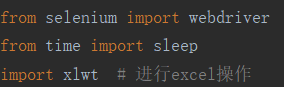 from selenium import webdriver
from time import sleep
import xlwt  # 进行excel操作